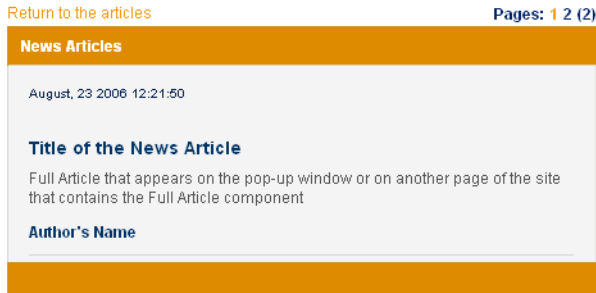 Return to the articles
Pages: 1 2 (2)
News Articles
August, 23 2006 12:21:50
Title of the News Article
Full Article that appears on the pop-up window or on another page of the site
that contains the Full Article component
Author's Name